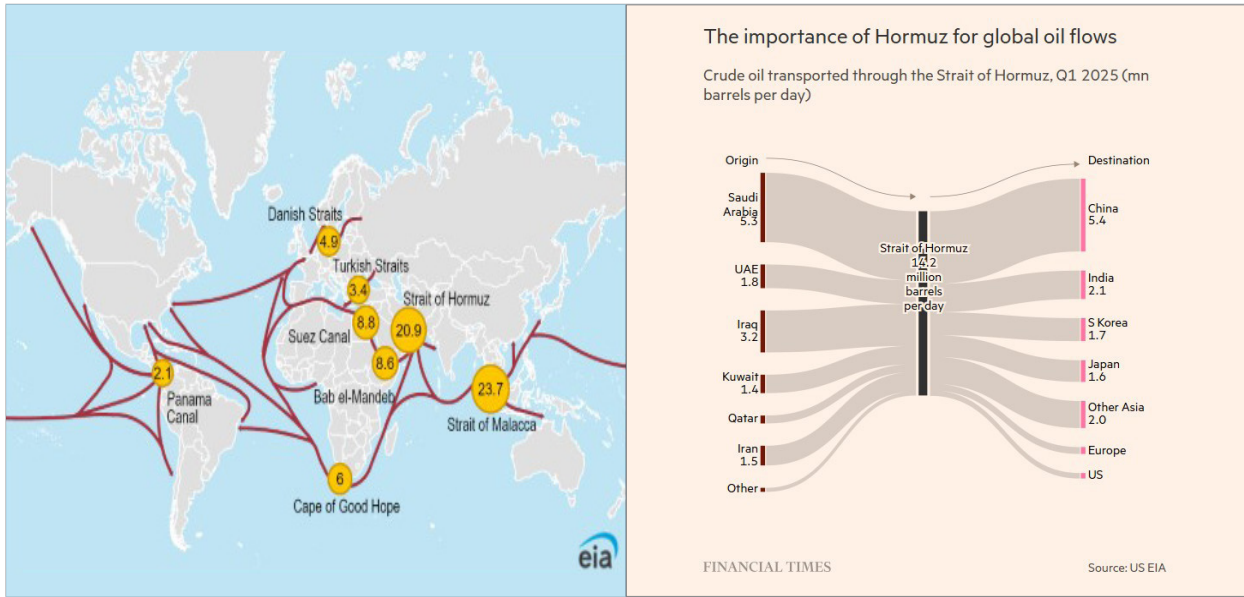 Danish Straits
4.9
Turkish Straits
3.4
Strait of Hormuz
20.9
Suez Canal
8.8
8.6
Bab el-Mandeb
2.1
Panama
Canal
23.7
Strait of Malacca
6
Cape of Good Hope
eia
The importance of Hormuz for global oil flows
Crude oil transported through the Strait of Hormuz, Q1 2025 (mn
barrels per day)
Origin
Saudi
Arabia
5.3
UAE
1.8
Iraq
3.2
Kuwait
1.4
Qatar
Iran
1.5
Other
Strait of Hormuz
14.2
million
barrels
per day
Destination
China
5.4
India
2.1
S Korea
1.7
Japan
1.6
Other Asia
2.0
Europe
US
FINANCIAL TIMES
Source: US EIA